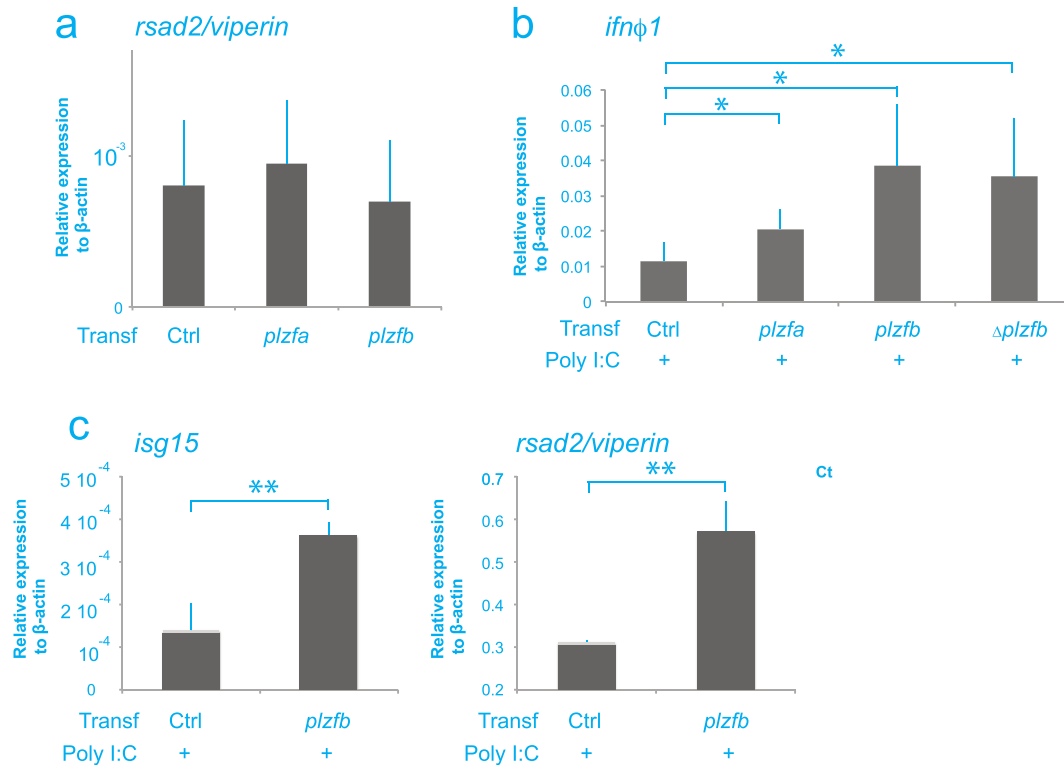 a
rsad2/viperin
Relative expression
to β-actin
10-3
0
Transf Ctrl plzfa plzfb
b
ifnϕ1
*
*
*
Relative expression
to β-actin
0.06
0.05
0.04
0.03
0.02
0.01
0
Transf Ctrl plzfa plzfb Δplzfb
Poly I:C + + + +
c
isg15
**
Relative expression
to β-actin
5 10-4
4 10-4
3 10-4
2 10-4
10-4
0
Transf Ctrl plzfb
Poly I:C + +
rsad2/viperin
**
Ct
Relative expression
to β-actin
0.7
0.6
0.5
0.4
0.3
0.2
Transf Ctrl plzfb
Poly I:C + +